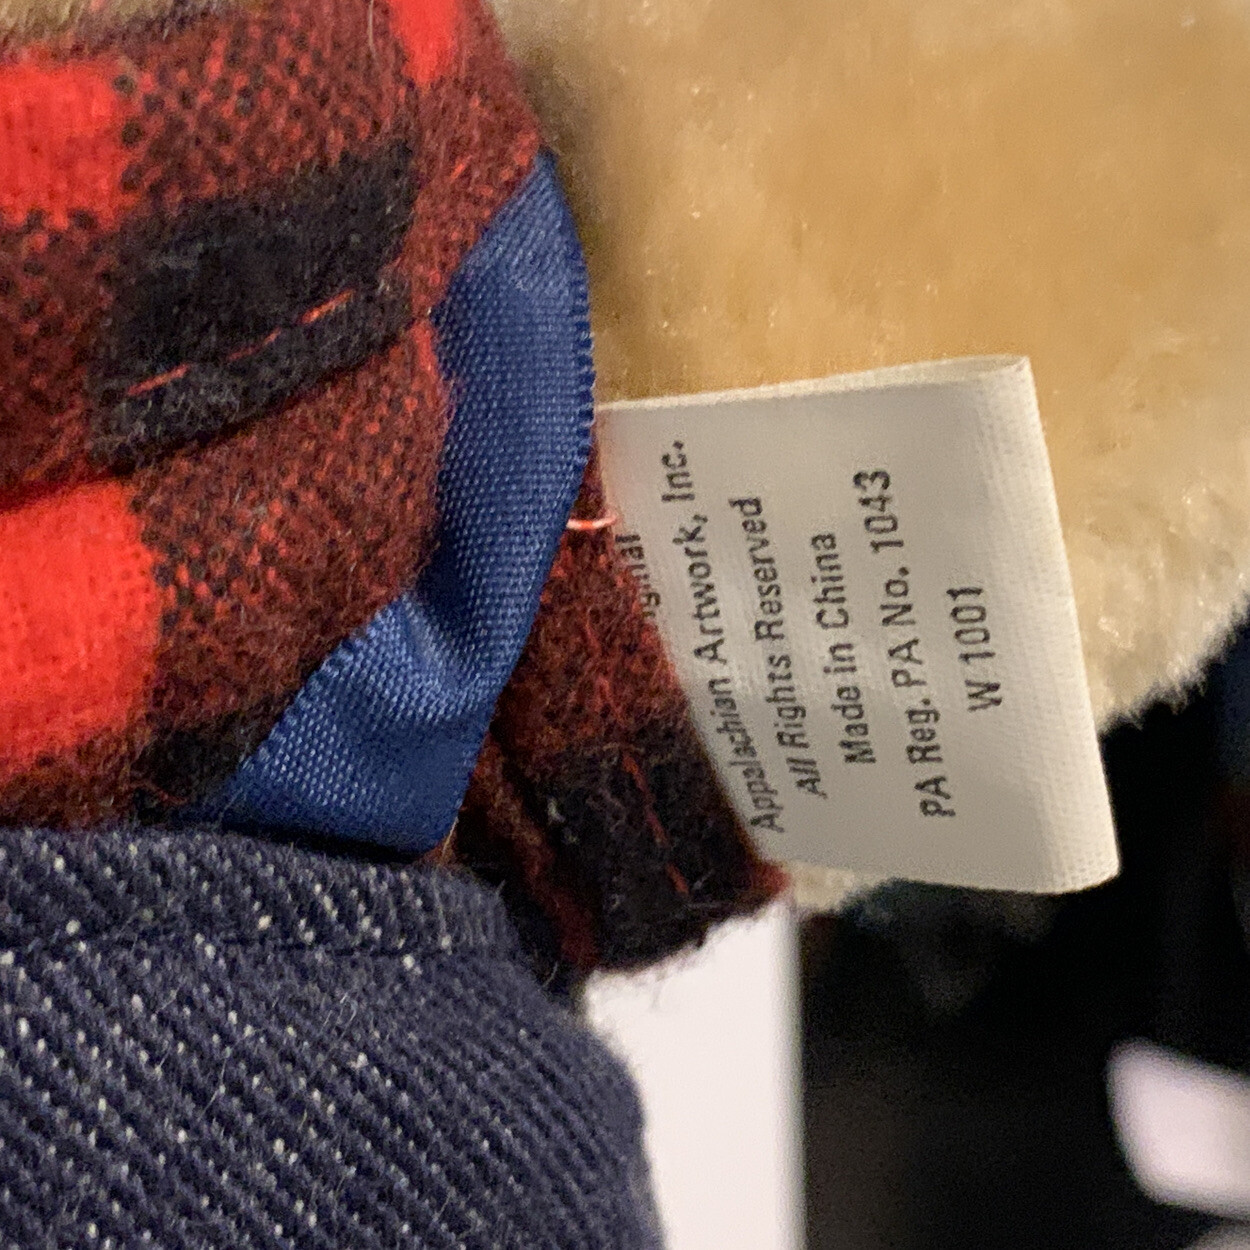 Appalachian Artwork, Inc.
All Rights Reserved
Made in China
PA Reg. PA No. 1043
W 1001